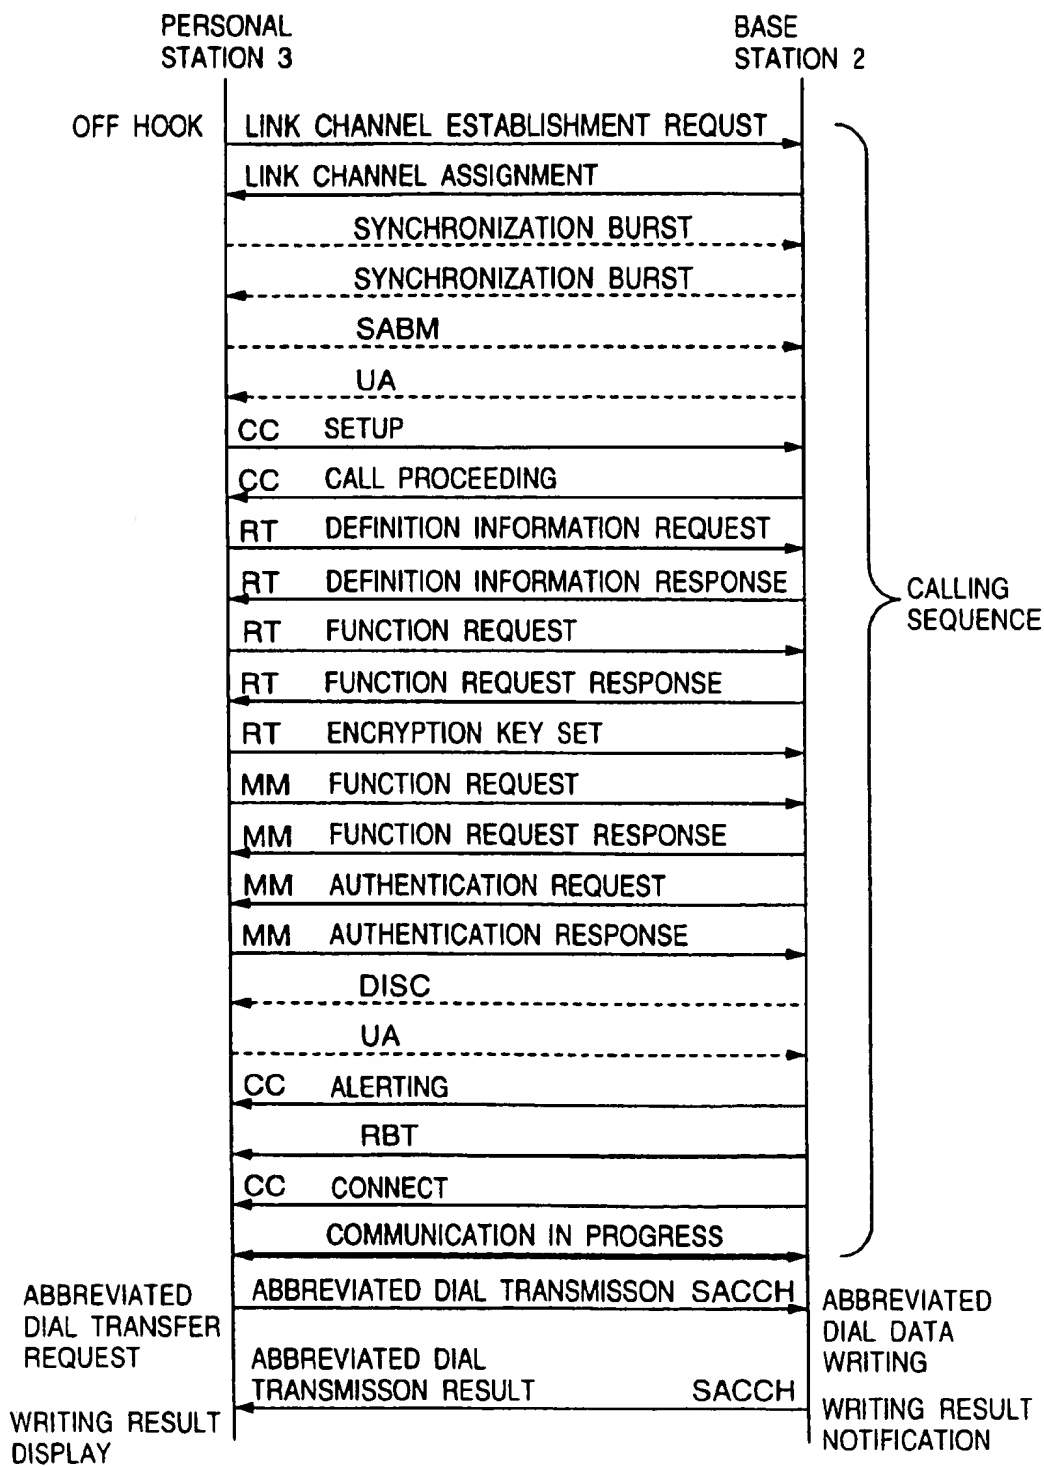 PERSONAL
STATION 3
BASE
STATION 2
OFF HOOK
LINK CHANNEL ESTABLISHMENT REQUST
LINK CHANNEL ASSIGNMENT
SYNCHRONIZATION BURST
SYNCHRONIZATION BURST
SABM
UA
CC SETUP
CC CALL PROCEEDING
RT DEFINITION INFORMATION REQUEST
RT DEFINITION INFORMATION RESPONSE
CALLING
SEQUENCE
RT FUNCTION REQUEST
RT FUNCTION REQUEST RESPONSE
RT ENCRYPTION KEY SET
MM FUNCTION REQUEST
MM FUNCTION REQUEST RESPONSE
MM AUTHENTICATION REQUEST
MM AUTHENTICATION RESPONSE
DISC
UA
CC ALERTING
RBT
CC CONNECT
COMMUNICATION IN PROGRESS
ABBREVIATED
DIAL TRANSFER
REQUEST
ABBREVIATED DIAL TRANSMISSON SACCH
ABBREVIATED
DIAL DATA
WRITING
ABBREVIATED DIAL
TRANSMISSON RESULT SACCH
WRITING RESULT
DISPLAY
WRITING RESULT
NOTIFICATION